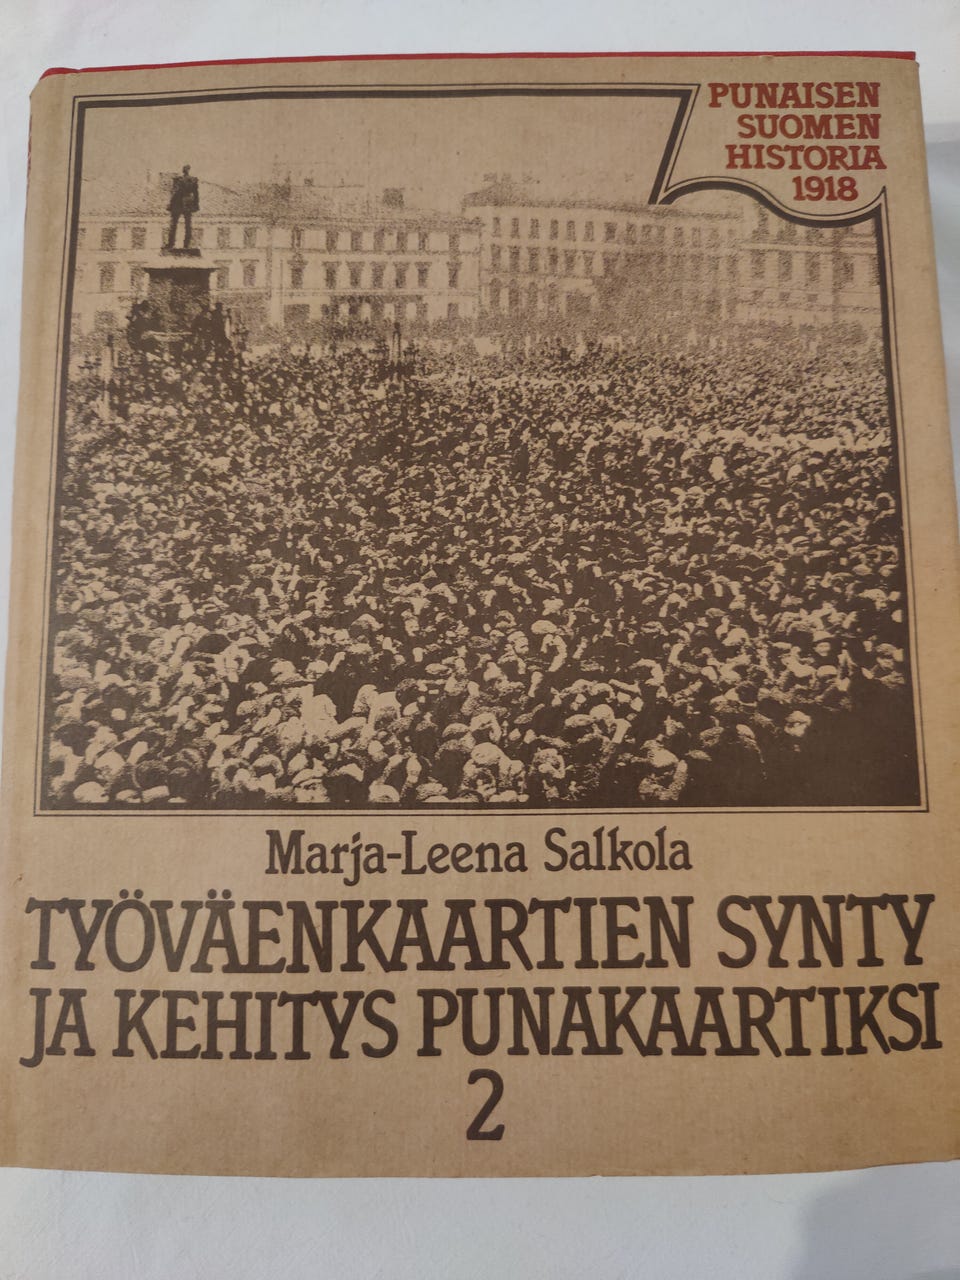 PUNAISEN
SUOMEN
HISTORIA
1918
Marja-Leena Salkola
TYÖVÄENKAARTIEN SYNTY
JA KEHITYS PUNAKAARTIKSI
2